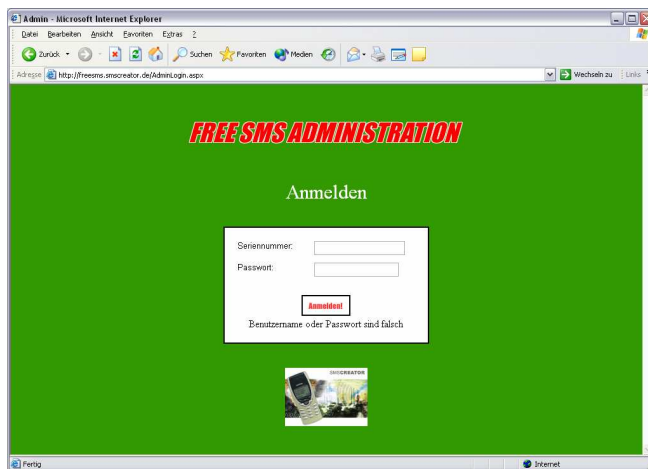 Admin - Microsoft Internet Explorer
Datei Bearbeiten Ansicht Favoriten Extras ?
Zurück Suchen Favoriten Medien
Adresse http://freesms.smscreator.de/AdminLogin.aspx Wechseln zu Links
FREE SMS ADMINISTRATION
Anmelden
Seriennummer:
Passwort:
Anmelden!
Benutzername oder Passwort sind falsch
SMSCREATOR
Fertig Internet